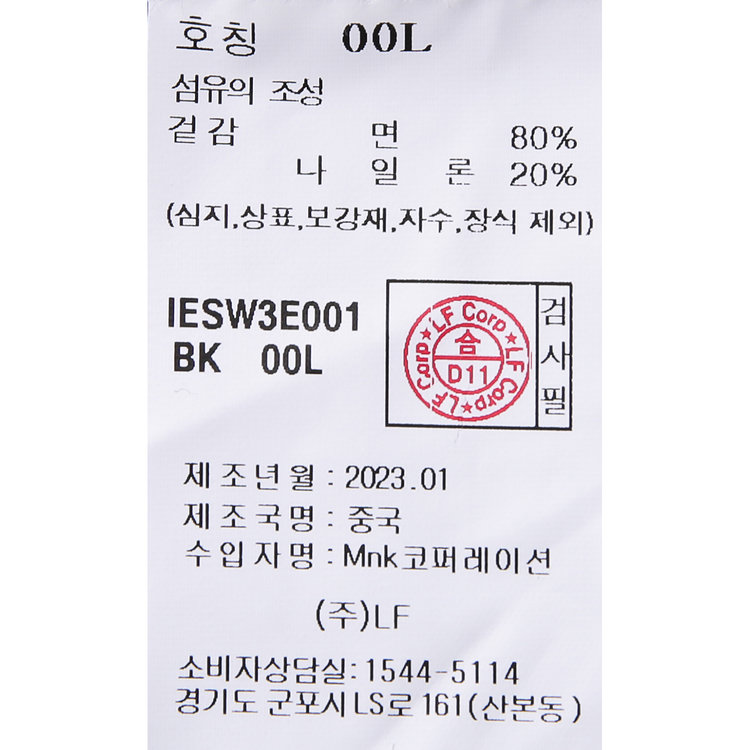 호칭 00L
섬유의 조성
겉감 면 80%
나일론 20%
(심지,상표,보강재,자수,장식 제외)
IESW3E001
BK 00L
LF Corp★LF Corp★LF Corp★
합
D11
검사필
제조년월 : 2023.01
제조국명 : 중국
수입자명 : Mnk코퍼레이션
(주)LF
소비자상담실:1544-5114
경기도 군포시 LS로 161(산본동)